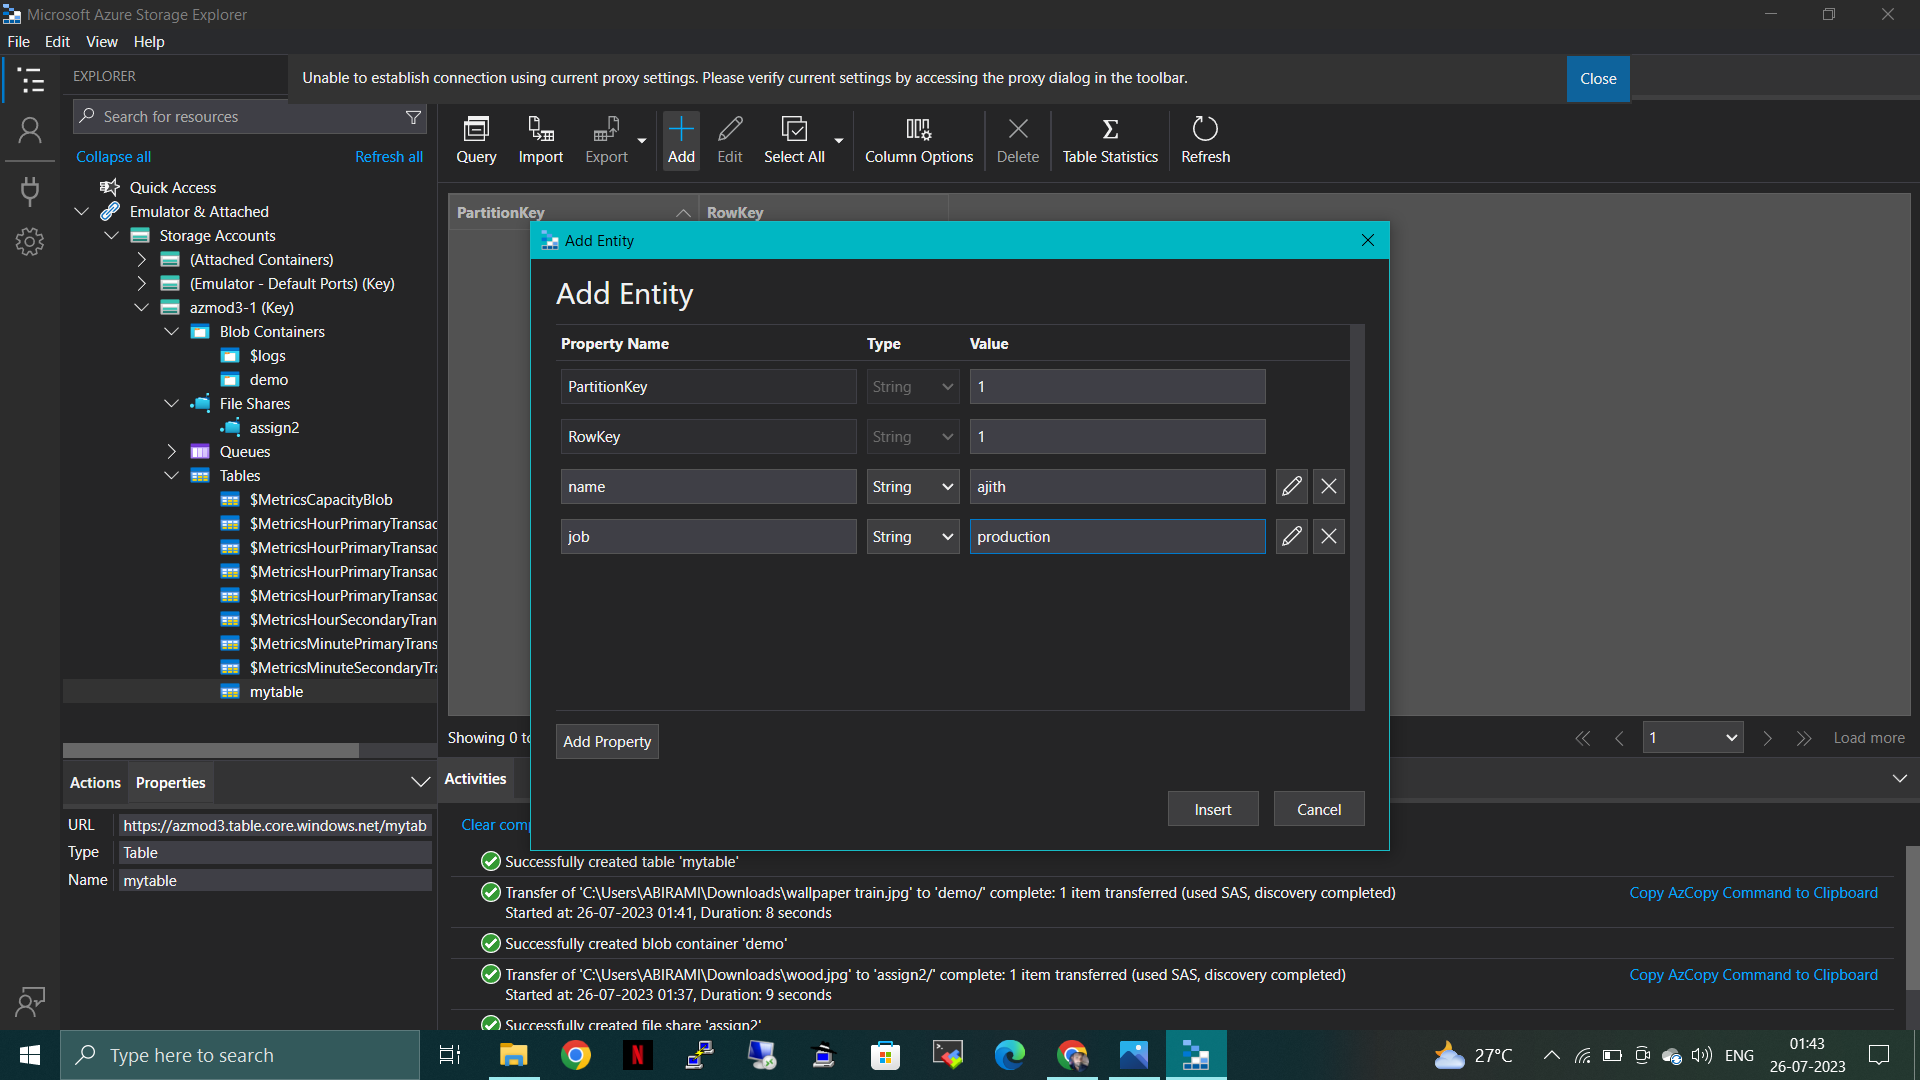 Microsoft Azure Storage Explorer
File Edit View Help
EXPLORER
Unable to establish connection using current proxy settings. Please verify current settings by accessing the proxy dialog in the toolbar.
Close
Search for resources
Collapse all
Refresh all
Query
Import
Export
Add
Edit
Select All
Column Options
Delete
Table Statistics
Refresh
Quick Access
Emulator & Attached
Storage Accounts
(Attached Containers)
(Emulator - Default Ports) (Key)
azmod3-1 (Key)
Blob Containers
$logs
demo
File Shares
assign2
Queues
Tables
$MetricsCapacityBlob
$MetricsHourPrimaryTransac
$MetricsHourPrimaryTransac
$MetricsHourPrimaryTransac
$MetricsHourPrimaryTransac
$MetricsHourSecondaryTran
$MetricsMinutePrimaryTrans
$MetricsMinuteSecondaryTra
mytable
PartitionKey
RowKey
Add Entity
Add Entity
Property Name Type Value
PartitionKey String 1
RowKey String 1
name String ajith
job String production
Add Property
Insert
Cancel
Showing 0 to
1
Load more
Actions
Properties
URL https://azmod3.table.core.windows.net/mytab
Type Table
Name mytable
Activities
Clear comp
Successfully created table 'mytable'
Transfer of 'C:\Users\ABIRAMI\Downloads\wallpaper train.jpg' to 'demo/' complete: 1 item transferred (used SAS, discovery completed)
Started at: 26-07-2023 01:41, Duration: 8 seconds
Copy AzCopy Command to Clipboard
Successfully created blob container 'demo'
Transfer of 'C:\Users\ABIRAMI\Downloads\wood.jpg' to 'assign2/' complete: 1 item transferred (used SAS, discovery completed)
Started at: 26-07-2023 01:37, Duration: 9 seconds
Copy AzCopy Command to Clipboard
Successfully created file share 'assign2'
Type here to search
N
27°C
ENG
01:43
26-07-2023